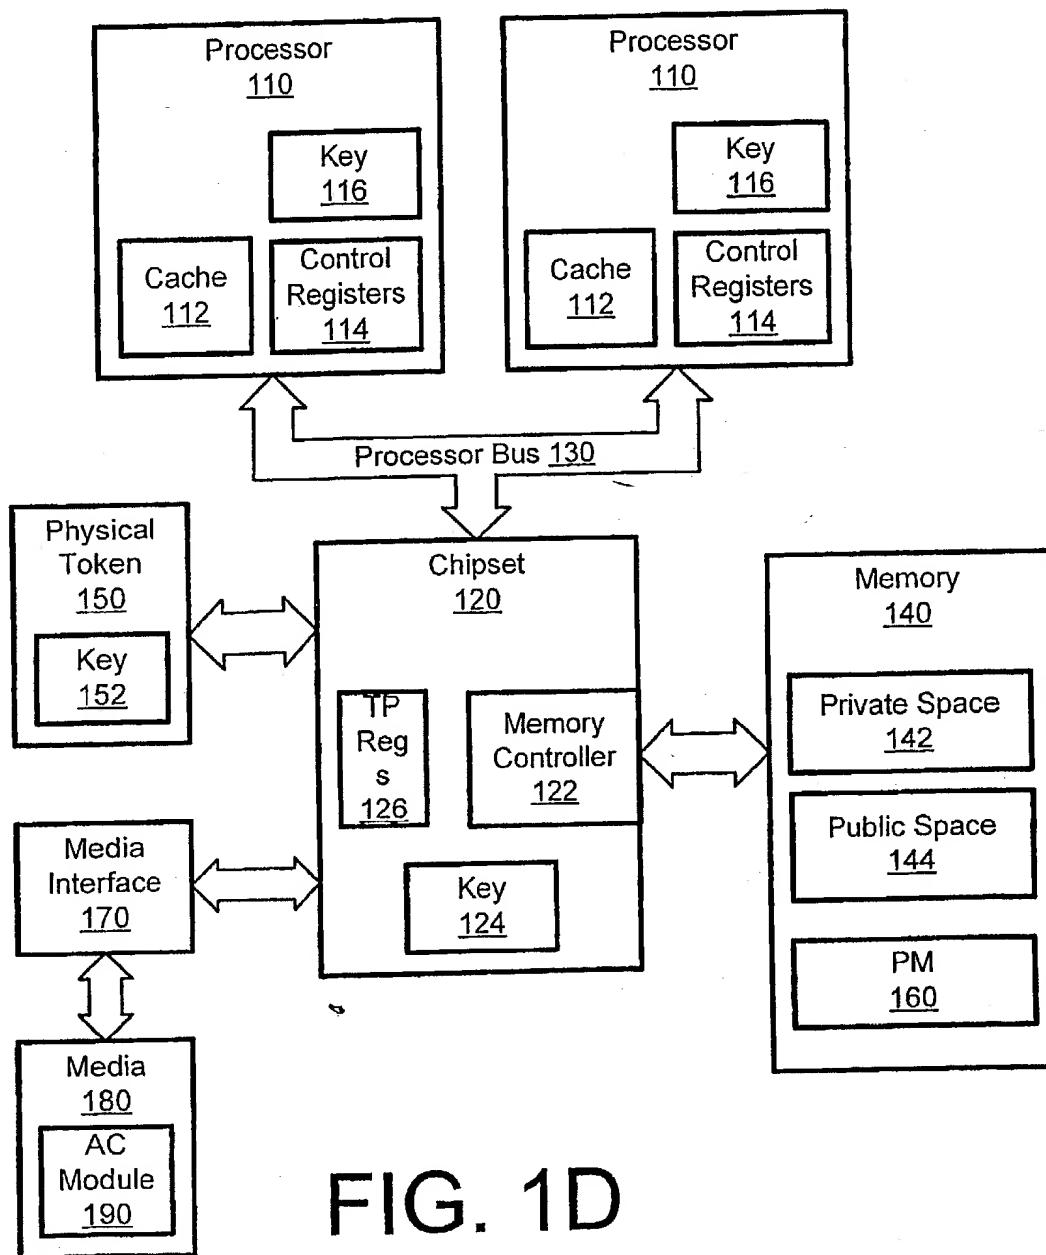 Processor
110
Key
116
Cache
112
Control
Registers
114
Processor
110
Key
116
Cache
112
Control
Registers
114
Processor Bus 130
Physical
Token
150
Key
152
Chipset
120
TP
Reg
s
126
Memory
Controller
122
Key
124
Memory
140
Private Space
142
Public Space
144
PM
160
Media
Interface
170
Media
180
AC
Module
190
FIG. 1D